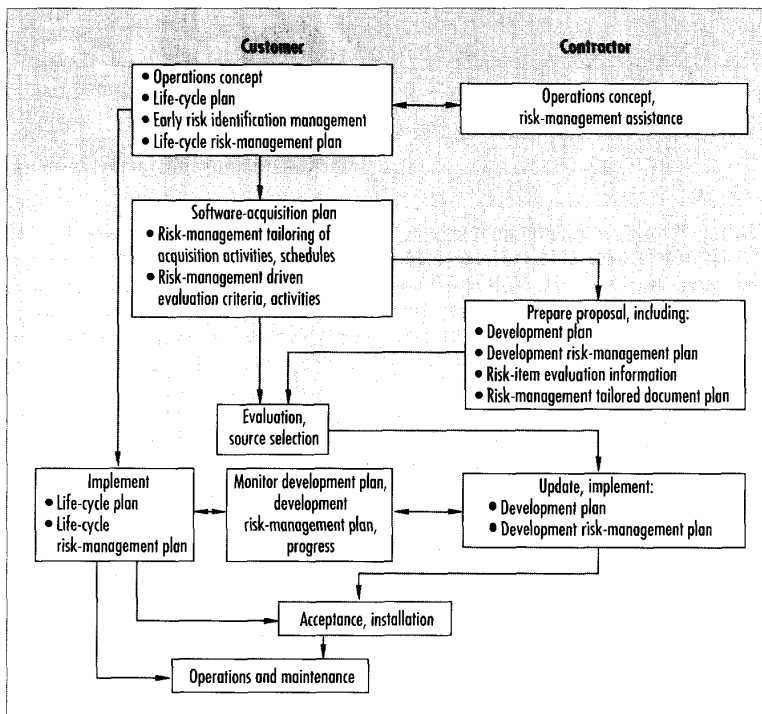 Customer
Contractor
• Operations concept
• Life-cycle plan
• Early risk identification management
• Life-cycle risk-management plan
Operations concept,
risk-management assistance
Software-acquisition plan
• Risk-management tailoring of
acquisition activities, schedules
• Risk-management driven
evaluation criteria, activities
Prepare proposal, including:
• Development plan
• Development risk-management plan
• Risk-item evaluation information
• Risk-management tailored document plan
Evaluation,
source selection
Implement
• Life-cycle plan
• Life-cycle
risk-management plan
Monitor development plan,
development
risk-management plan,
progress
Update, implement:
• Development plan
• Development risk-management plan
Acceptance, installation
Operations and maintenance